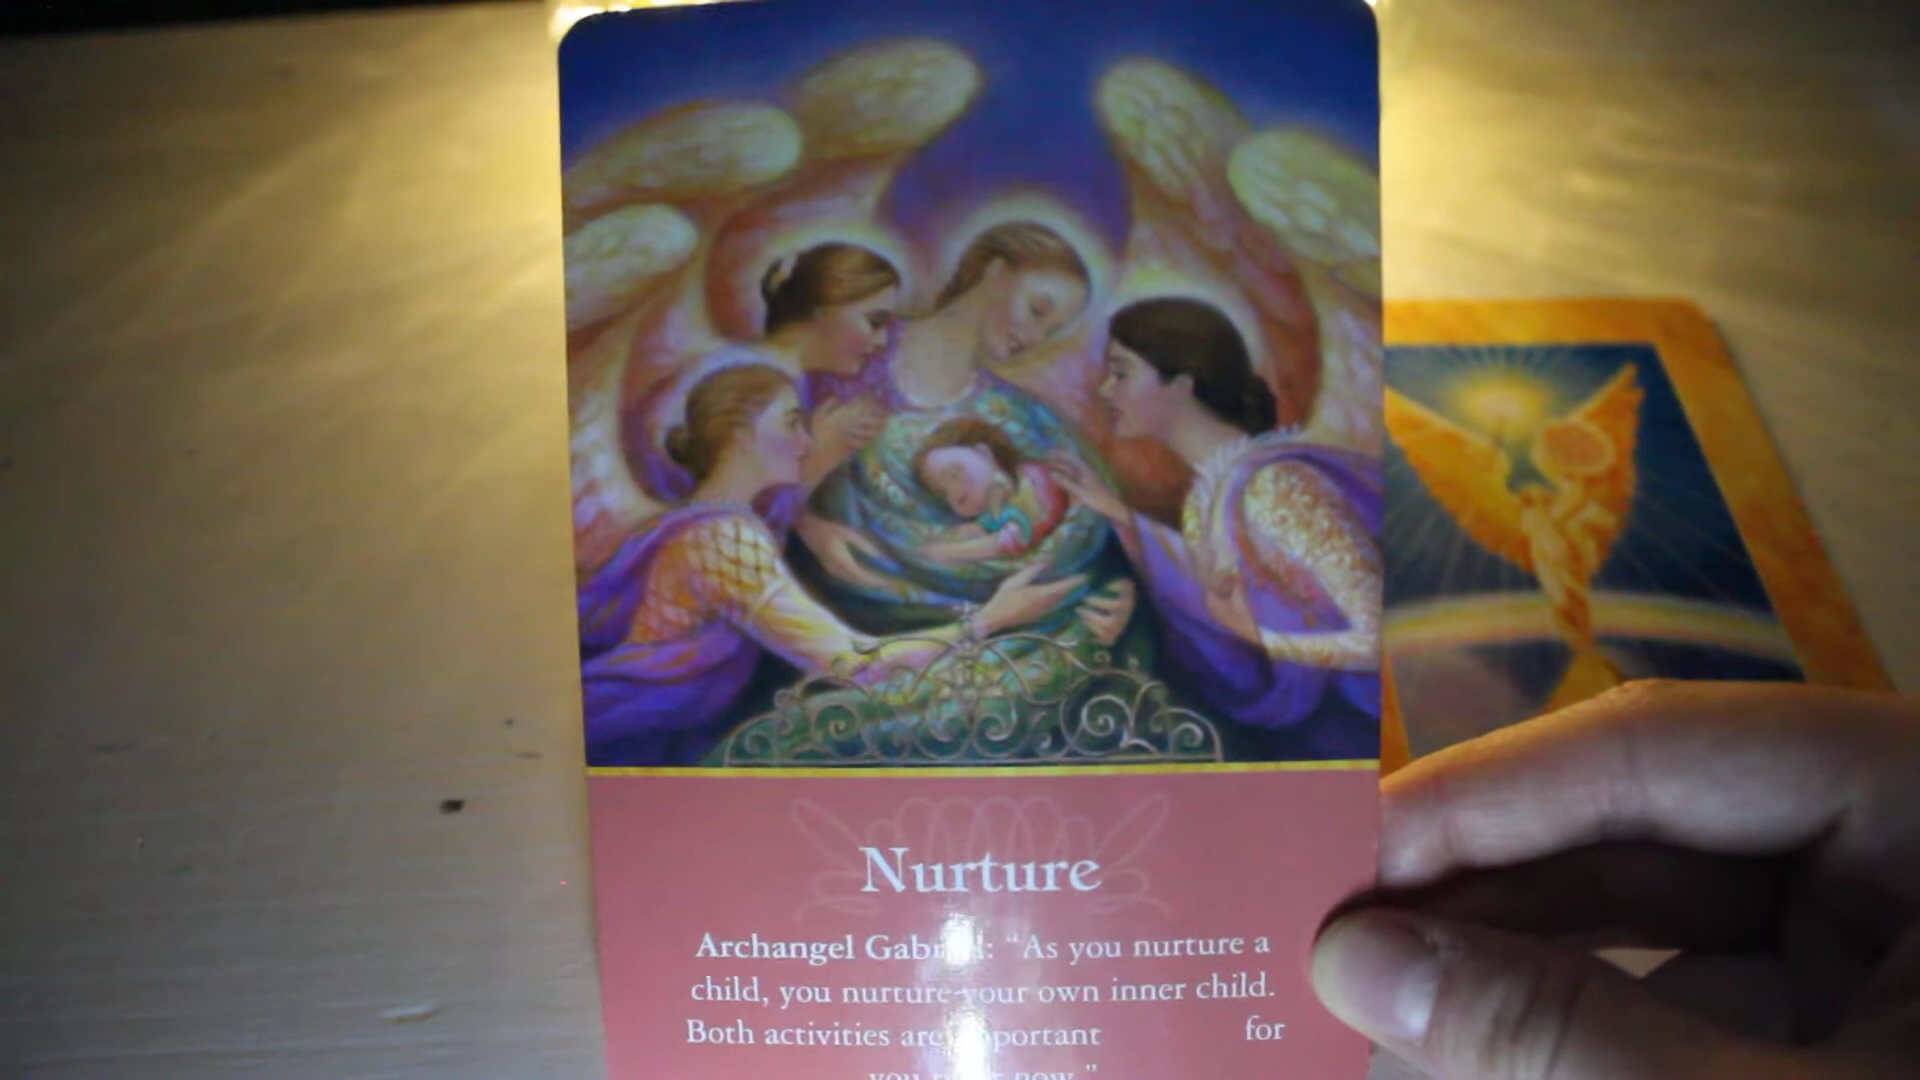 Nurture
Archangel Gabriel: "As you nurture a
child, you nurture your own inner child.
Both activities are important for
you right now."